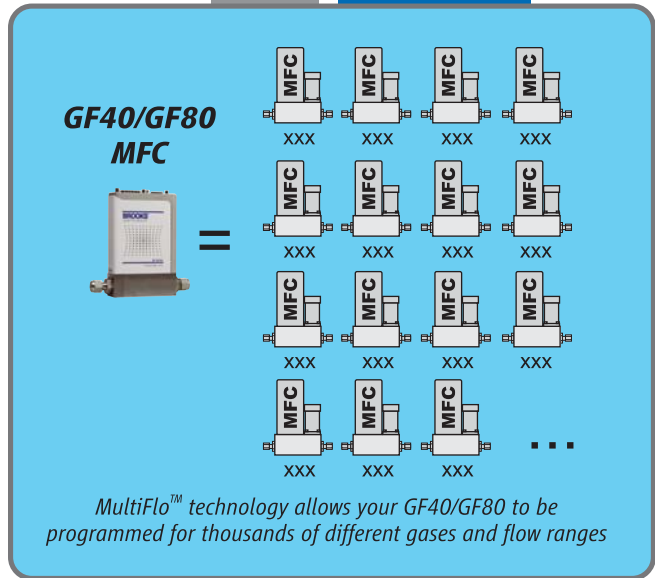 GF40/GF80
MFC
BROOKS
=
MFC MFC MFC MFC
xxx xxx xxx xxx
MFC MFC MFC MFC
xxx xxx xxx xxx
MFC MFC MFC MFC
xxx xxx xxx xxx
MFC MFC MFC ...
xxx xxx xxx
MultiFlo™ technology allows your GF40/GF80 to be
programmed for thousands of different gases and flow ranges